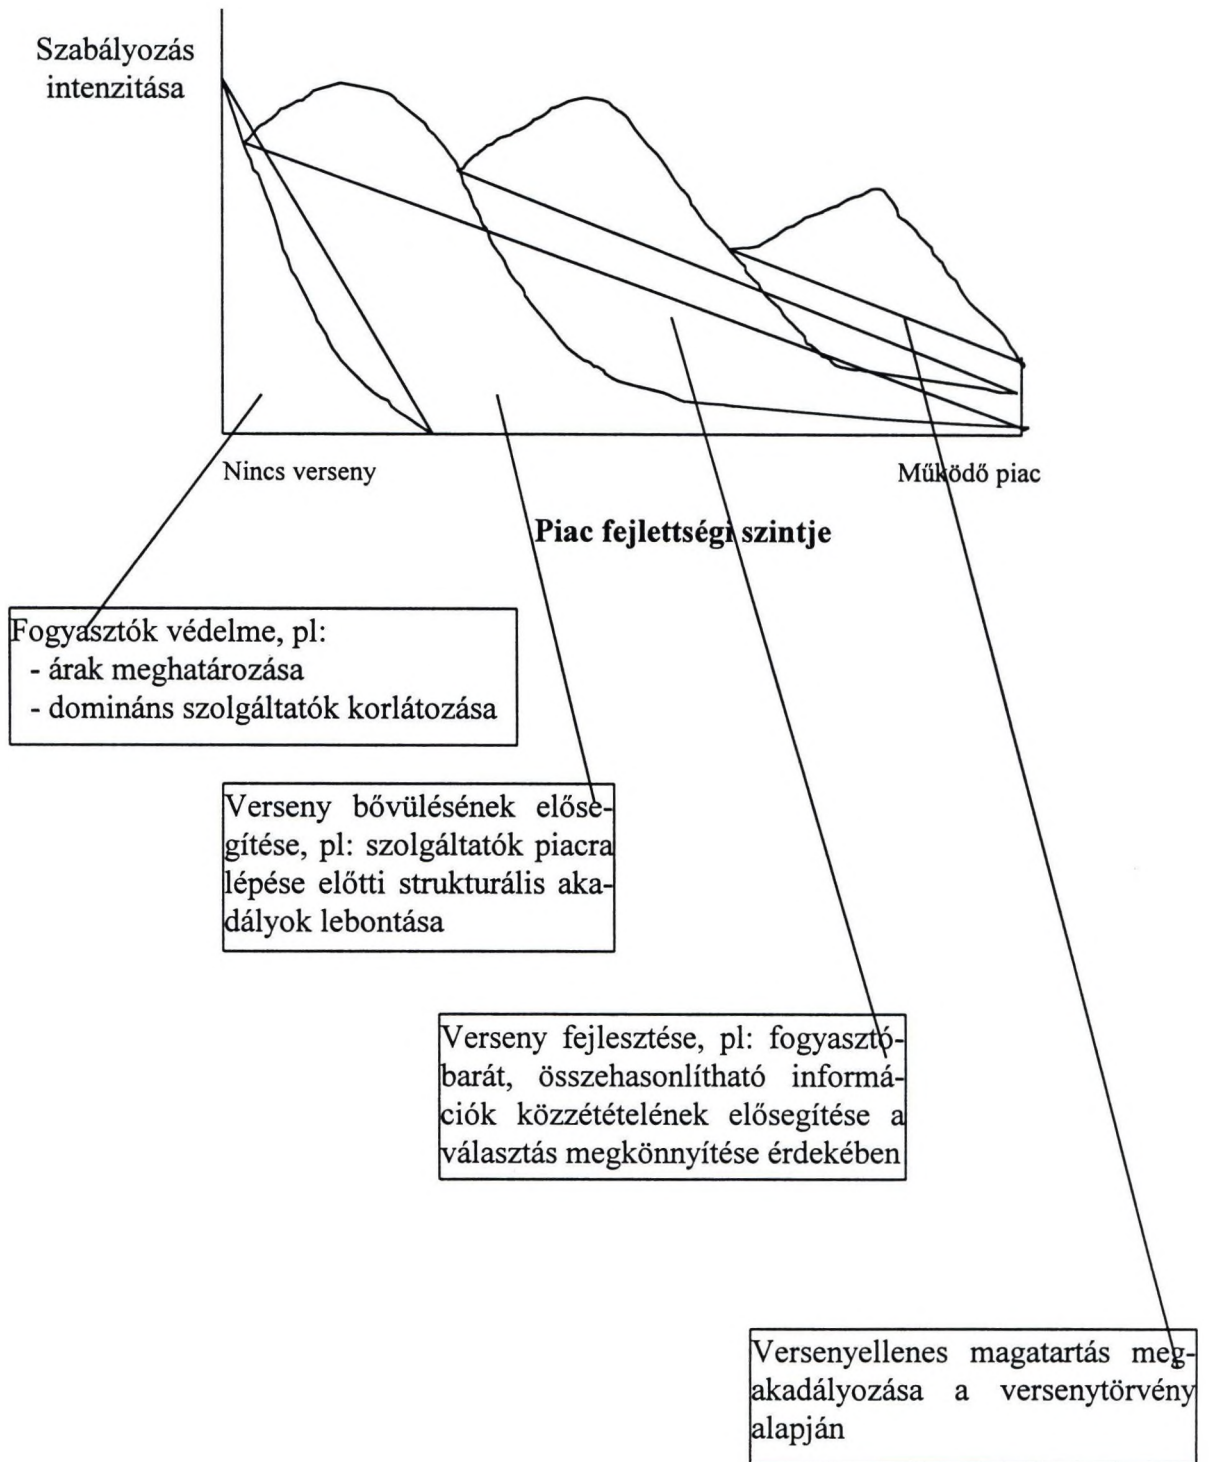 Szabályozás
intenzitása
Nincs verseny
Működő piac
Piac fejlettségi szintje
Fogyasztók védelme, pl:
- árak meghatározása
- domináns szolgáltatók korlátozása
Verseny bővülésének előse-
gítése, pl: szolgáltatók piacra
lépése előtti strukturális aka-
dályok lebontása
Verseny fejlesztése, pl: fogyasztó-
barát, összehasonlítható informá-
ciók közzétételének elősegítése a
választás megkönnyítése érdekében
Versenyellenes magatartás meg-
akadályozása a versenytörvény
alapján